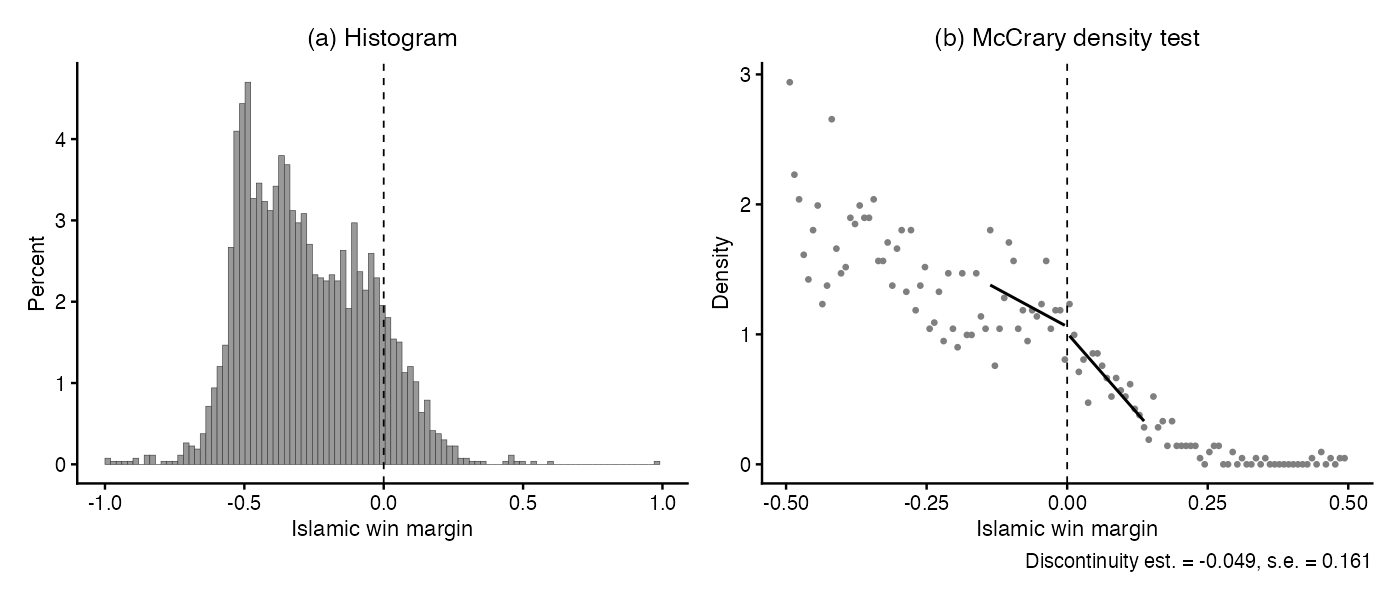 (a) Histogram
Percent
4
3
2
1
0
-1.0 -0.5 0.0 0.5 1.0
Islamic win margin
(b) McCrary density test
Density
3
2
1
0
-0.50 -0.25 0.00 0.25 0.50
Islamic win margin
Discontinuity est. = -0.049, s.e. = 0.161